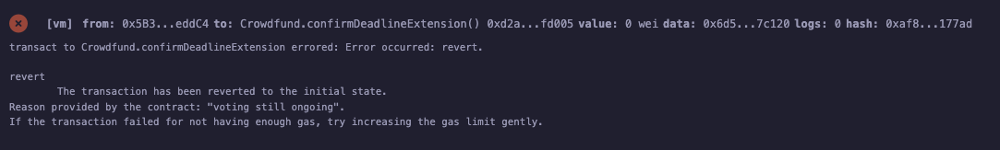 [vm] from: 0x5B3...eddC4 to: Crowdfund.confirmDeadlineExtension() 0xd2a...fd005 value: 0 wei data: 0x6d5...7c120 logs: 0 hash: 0xaf8...177ad
transact to Crowdfund.confirmDeadlineExtension errored: Error occurred: revert.
revert
The transaction has been reverted to the initial state.
Reason provided by the contract: "voting still ongoing".
If the transaction failed for not having enough gas, try increasing the gas limit gently.